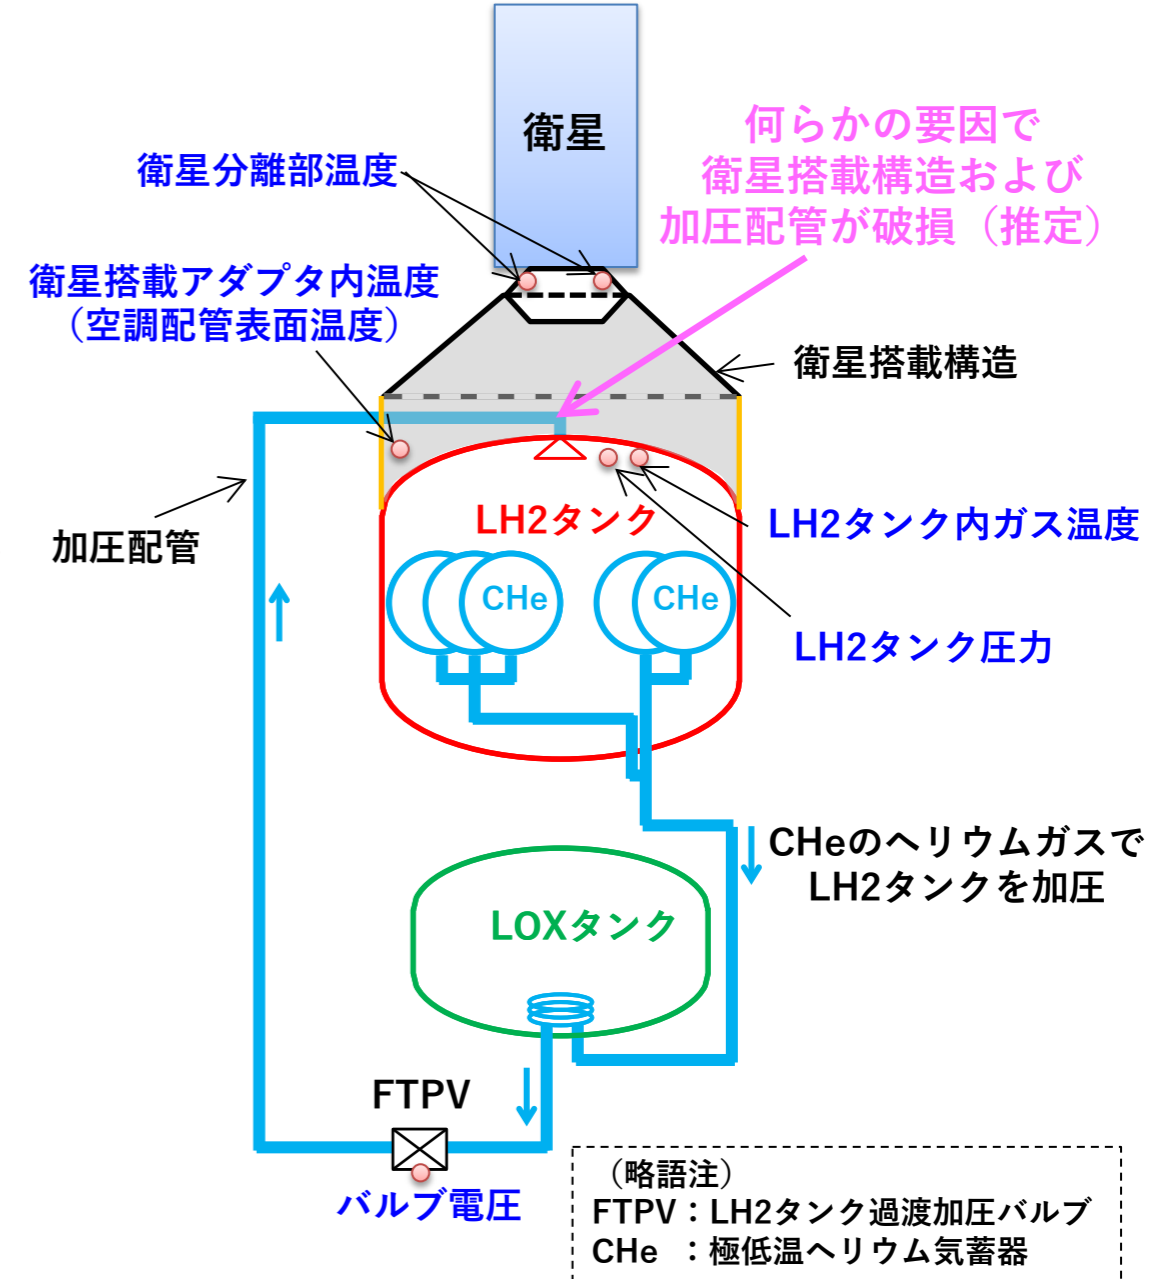 衛星
何らかの要因で
衛星搭載構造および
加圧配管が破損（推定）
衛星分離部温度
衛星搭載アダプタ内温度
（空調配管表面温度）
衛星搭載構造
LH2タンク
LH2タンク内ガス温度
加圧配管
CHe
CHe
LH2タンク圧力
CHeのヘリウムガスで
LH2タンクを加圧
LOXタンク
FTPV
バルブ電圧
（略語注）
FTPV：LH2タンク過渡加圧バルブ
CHe ：極低温ヘリウム気蓄器